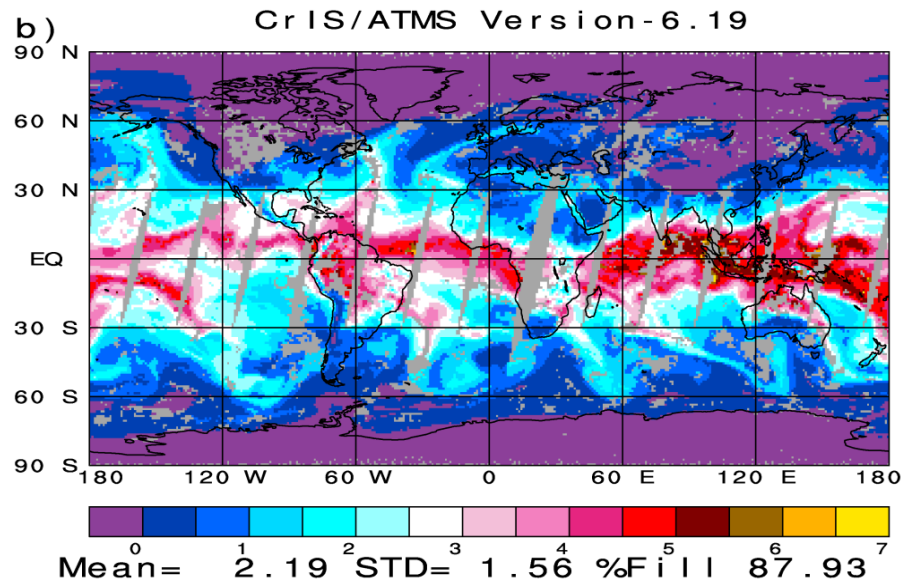 b) CrIS/ATMS Version-6.19
90 N
60 N
30 N
EQ
30 S
60 S
90 S
180 120 W 60 W 0 60 E 120 E 180
0 1 2 3 4 5 6 7
Mean= 2.19 STD= 1.56 %Fill 87.93